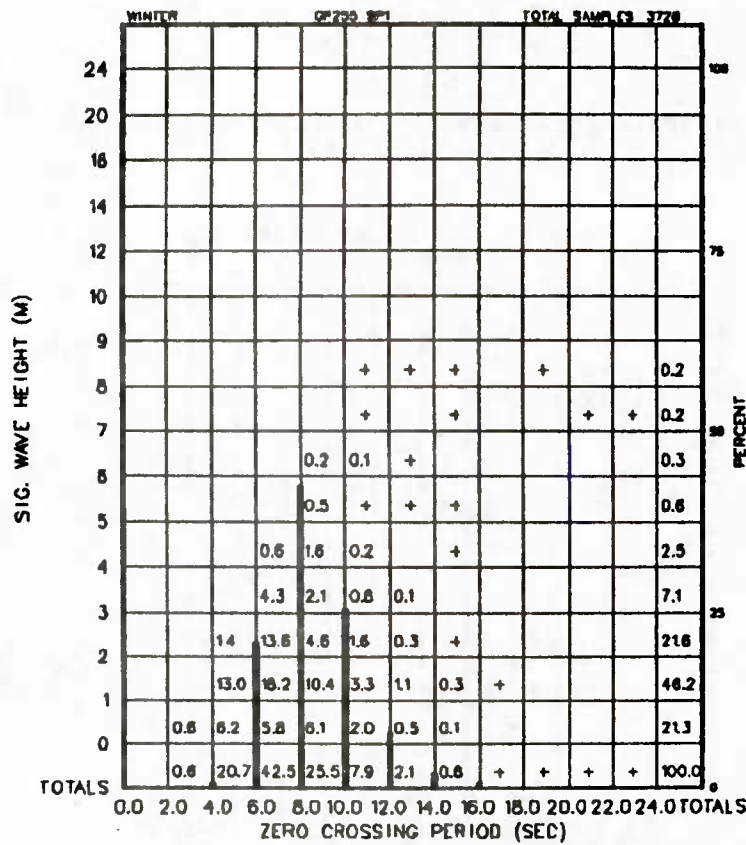 WINTER TOTAL SAMPLES
24 100
20
16
14
12 75
10
9
+ + + + 0.2
8
+ + + + 0.2
7 50
0.2 0.1 + 0.3
6
0.5 + + + 0.6
5
0.6 1.6 0.2 + 2.5
4
4.3 2.1 0.6 0.1 7.1
3 25
1.4 13.6 4.6 1.6 0.3 + 21.6
2
13.0 18.2 10.4 3.3 1.1 0.3 + 46.2
1
0.6 6.2 5.8 6.1 2.0 0.5 0.1 21.3
0
0.6 20.7 42.5 25.5 7.9 2.1 0.6 + + + + 100.0
TOTALS 0
0.0 2.0 4.0 6.0 8.0 10.0 12.0 14.0 16.0 18.0 20.0 22.0 24.0 TOTALS
ZERO CROSSING PERIOD (SEC)
SIG. WAVE HEIGHT (M)
PERCENT